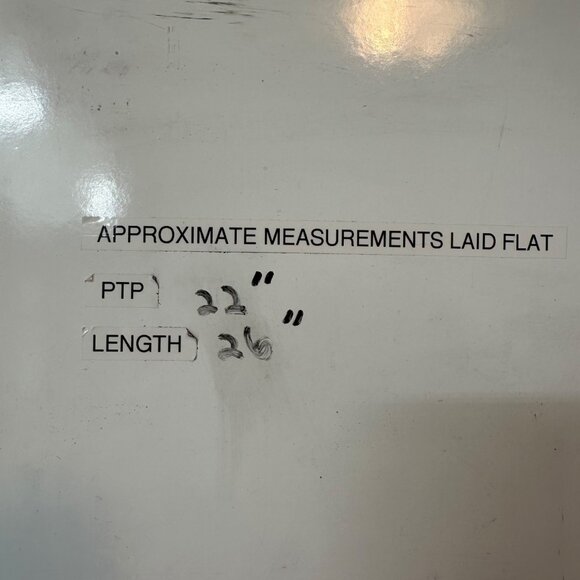 APPROXIMATE MEASUREMENTS LAID FLAT
PTP 22"
LENGTH 26"